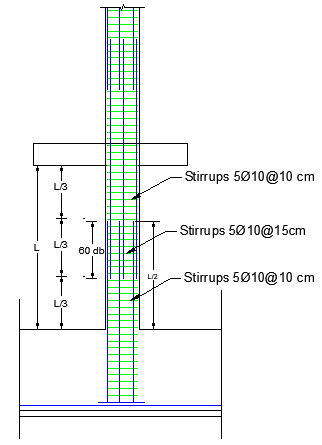 L/3
Stirrups 5Ø10@10 cm
L
L/3
60 db
Stirrups 5Ø10@15cm
L/2
Stirrups 5Ø10@10 cm
L/3